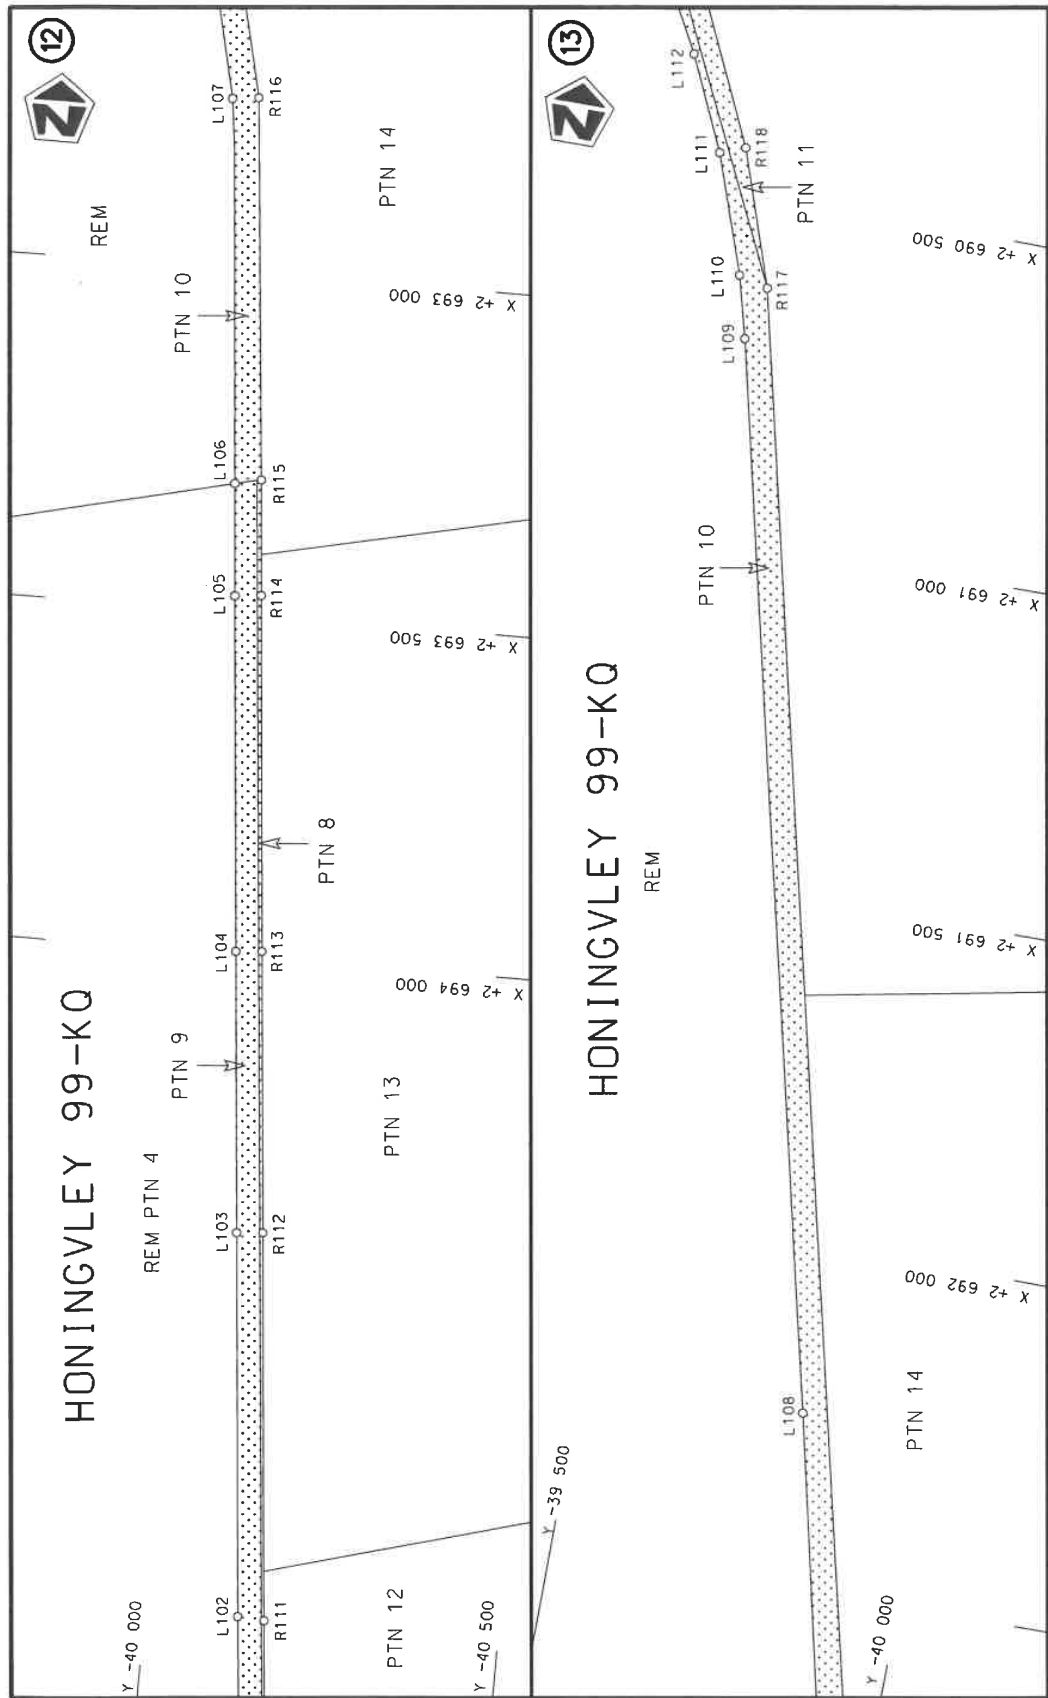 12
Z
HONINGVLEY 99-KQ
REM
L107
R116
PTN 14
PTN 10
X +2 693 000
L106
R115
L105
R114
X +2 693 500
PTN 8
L104
R113
X +2 694 000
PTN 9
PTN 13
REM PTN 4
L103
R112
L102
R111
PTN 12
Y -40 000
Y -40 500
13
Z
HONINGVLEY 99-KQ
REM
L112
L111
R118
PTN 11
X +2 690 500
L110
R117
L109
PTN 10
X +2 691 000
X +2 691 500
X +2 692 000
L108
PTN 14
Y -39 500
Y -40 000